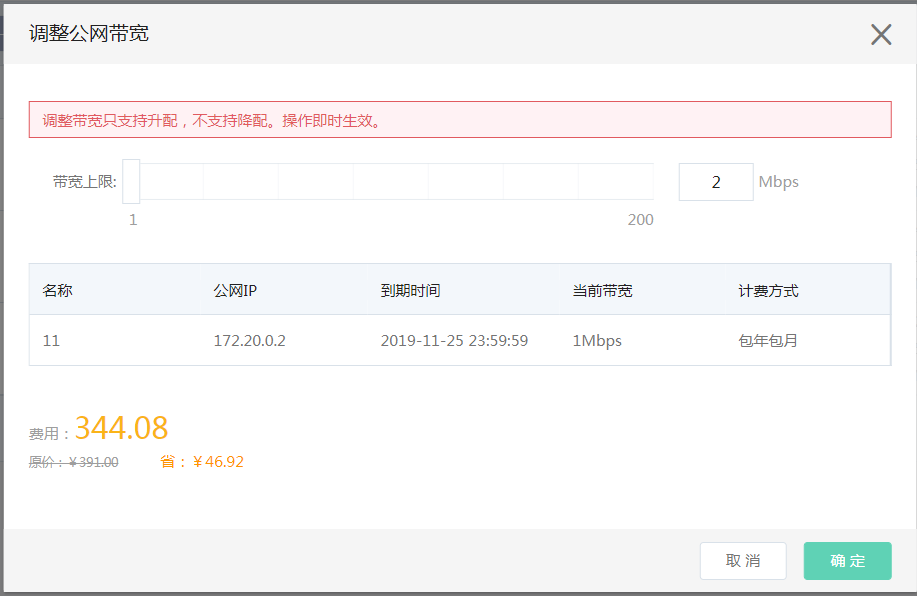 调整公网带宽
调整带宽只支持升配，不支持降配。操作即时生效。
带宽上限: 2 Mbps
1 200
名称 公网IP 到期时间 当前带宽 计费方式
11 172.20.0.2 2019-11-25 23:59:59 1Mbps 包年包月
费用：344.08
原价：￥391.00 省：￥46.92
取消 确定